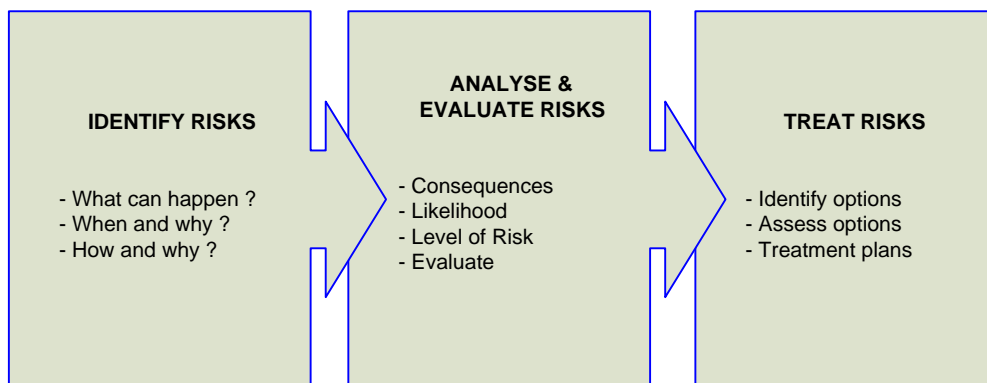 IDENTIFY RISKS
- What can happen ?
- When and why ?
- How and why ?
ANALYSE &
EVALUATE RISKS
- Consequences
- Likelihood
- Level of Risk
- Evaluate
TREAT RISKS
- Identify options
- Assess options
- Treatment plans